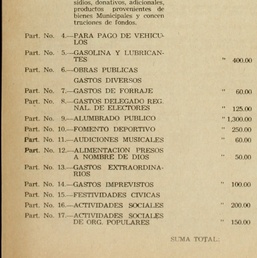 sidios, donativos, adicionales,
productos provenientes de
bienes Municipales y concen
traciones de fondos.
Part. No. 4.—PARA PAGO DE VEHICU-
LOS
Part. No. 5.—GASOLINA Y LUBRICAN-
TES " 400.00
Part. No. 6.—OBRAS PUBLICAS
GASTOS DIVERSOS
Part. No. 7.—GASTOS DE FORRAJE " 60.00
Part. No. 8.—GASTOS DELEGADO REG
NAL. DE ELECTORES " 125.00
Part. No. 9.—ALUMBRADO PUBLICO " 1,300.00
Part. No. 10.—FOMENTO DEPORTIVO " 250.00
Part. No. 11.—AUDICIONES MUSICALES " 60.00
Part. No. 12.—ALIMENTACION PRESOS
A NOMBRE DE DIOS " 50.00
Part. No. 13.—GASTOS EXTRAORDINA-
RIOS
Part. No. 14.—GASTOS IMPREVISTOS " 100.00
Part. No. 15.—FESTIVIDADES CIVICAS
Part. No. 16.—ACTIVIDADES SOCIALES " 200.00
Part. No. 17.—ACTIVIDADES SOCIALES
DE ORG. POPULARES " 150.00
SUMA TOTAL.